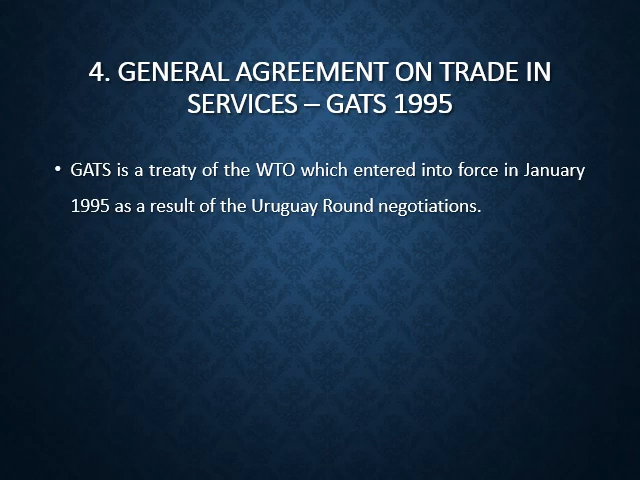 4. GENERAL AGREEMENT ON TRADE IN
SERVICES – GATS 1995
• GATS is a treaty of the WTO which entered into force in January
1995 as a result of the Uruguay Round negotiations.